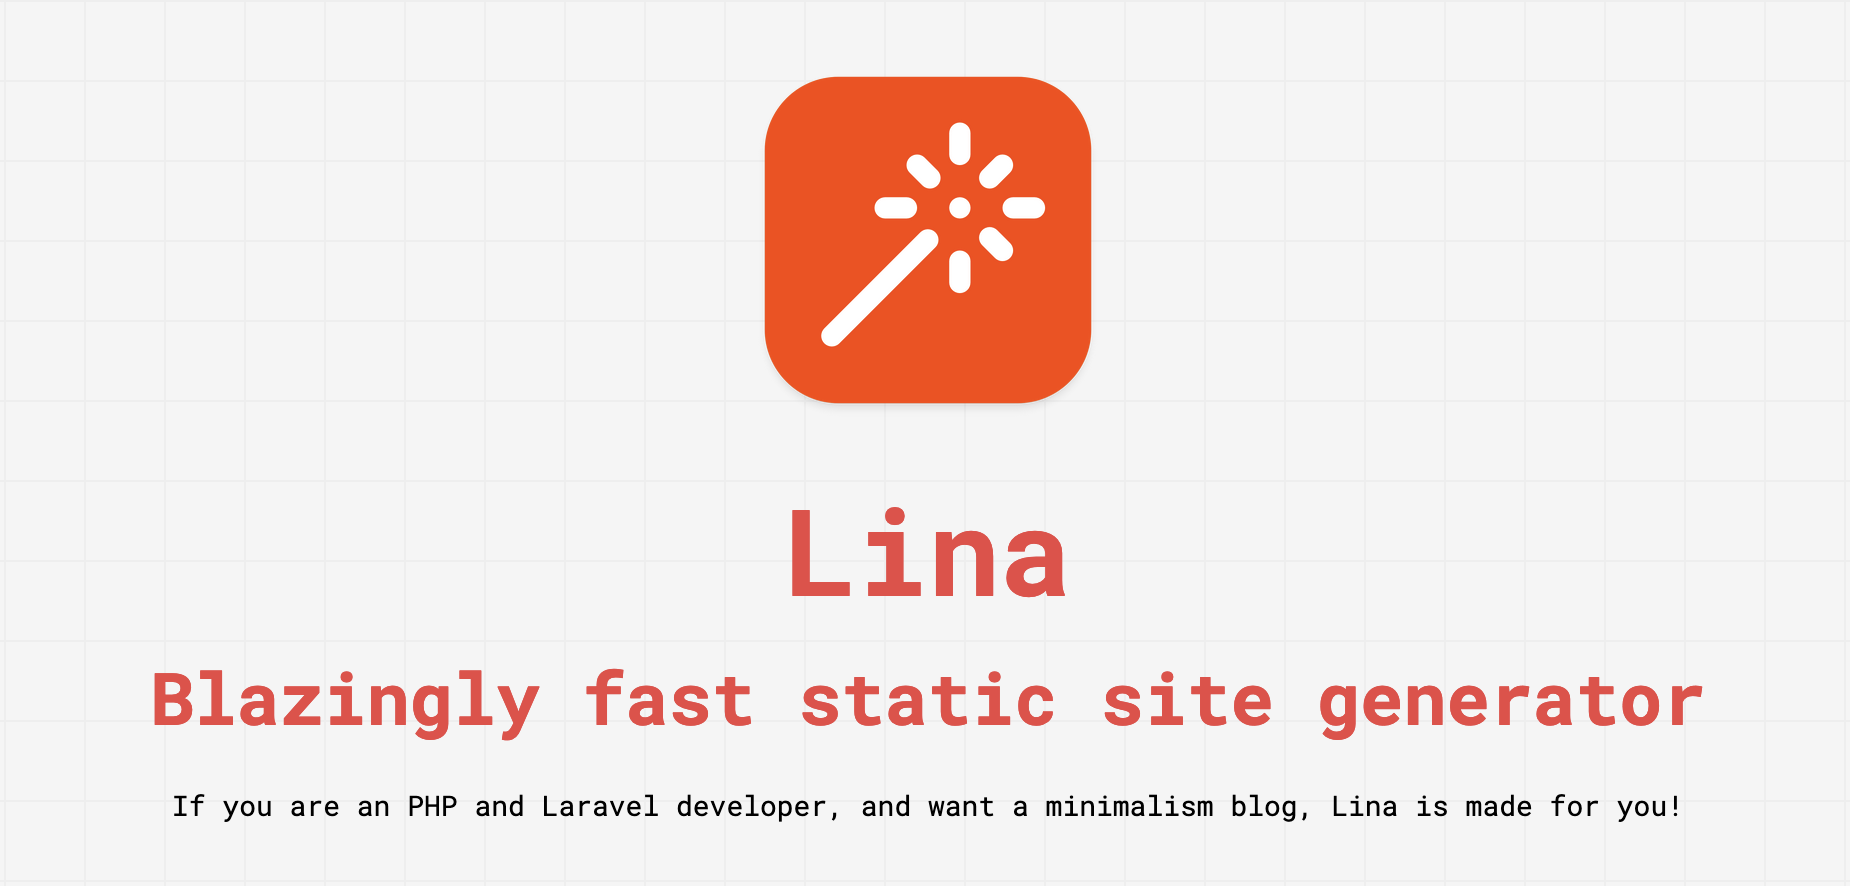 Lina
Blazingly fast static site generator
If you are an PHP and Laravel developer, and want a minimalism blog, Lina is made for you!